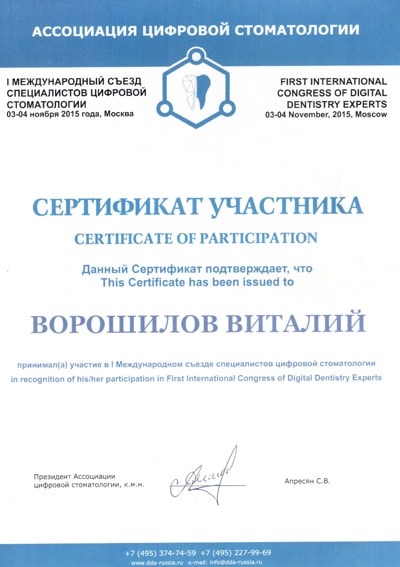 АССОЦИАЦИЯ ЦИФРОВОЙ СТОМАТОЛОГИИ
I МЕЖДУНАРОДНЫЙ СЪЕЗД
СПЕЦИАЛИСТОВ ЦИФРОВОЙ
СТОМАТОЛОГИИ
03-04 ноября 2015 года, Москва
FIRST INTERNATIONAL
CONGRESS OF DIGITAL
DENTISTRY EXPERTS
03-04 November, 2015, Moscow
СЕРТИФИКАТ УЧАСТНИКА
CERTIFICATE OF PARTICIPATION
Данный Сертификат подтверждает, что
This Certificate has been issued to
ВОРОШИЛОВ ВИТАЛИЙ
принимал(а) участие в I Международном съезде специалистов цифровой стоматологии
in recognition of his/her participation in First International Congress of Digital Dentistry Experts
Президент Ассоциации
цифровой стоматологии, к.м.н.
Апресян С.В.
+7 (495) 374-74-59 +7 (495) 227-99-69
www.dda-russia.ru e-mail: info@dda-russia.ru